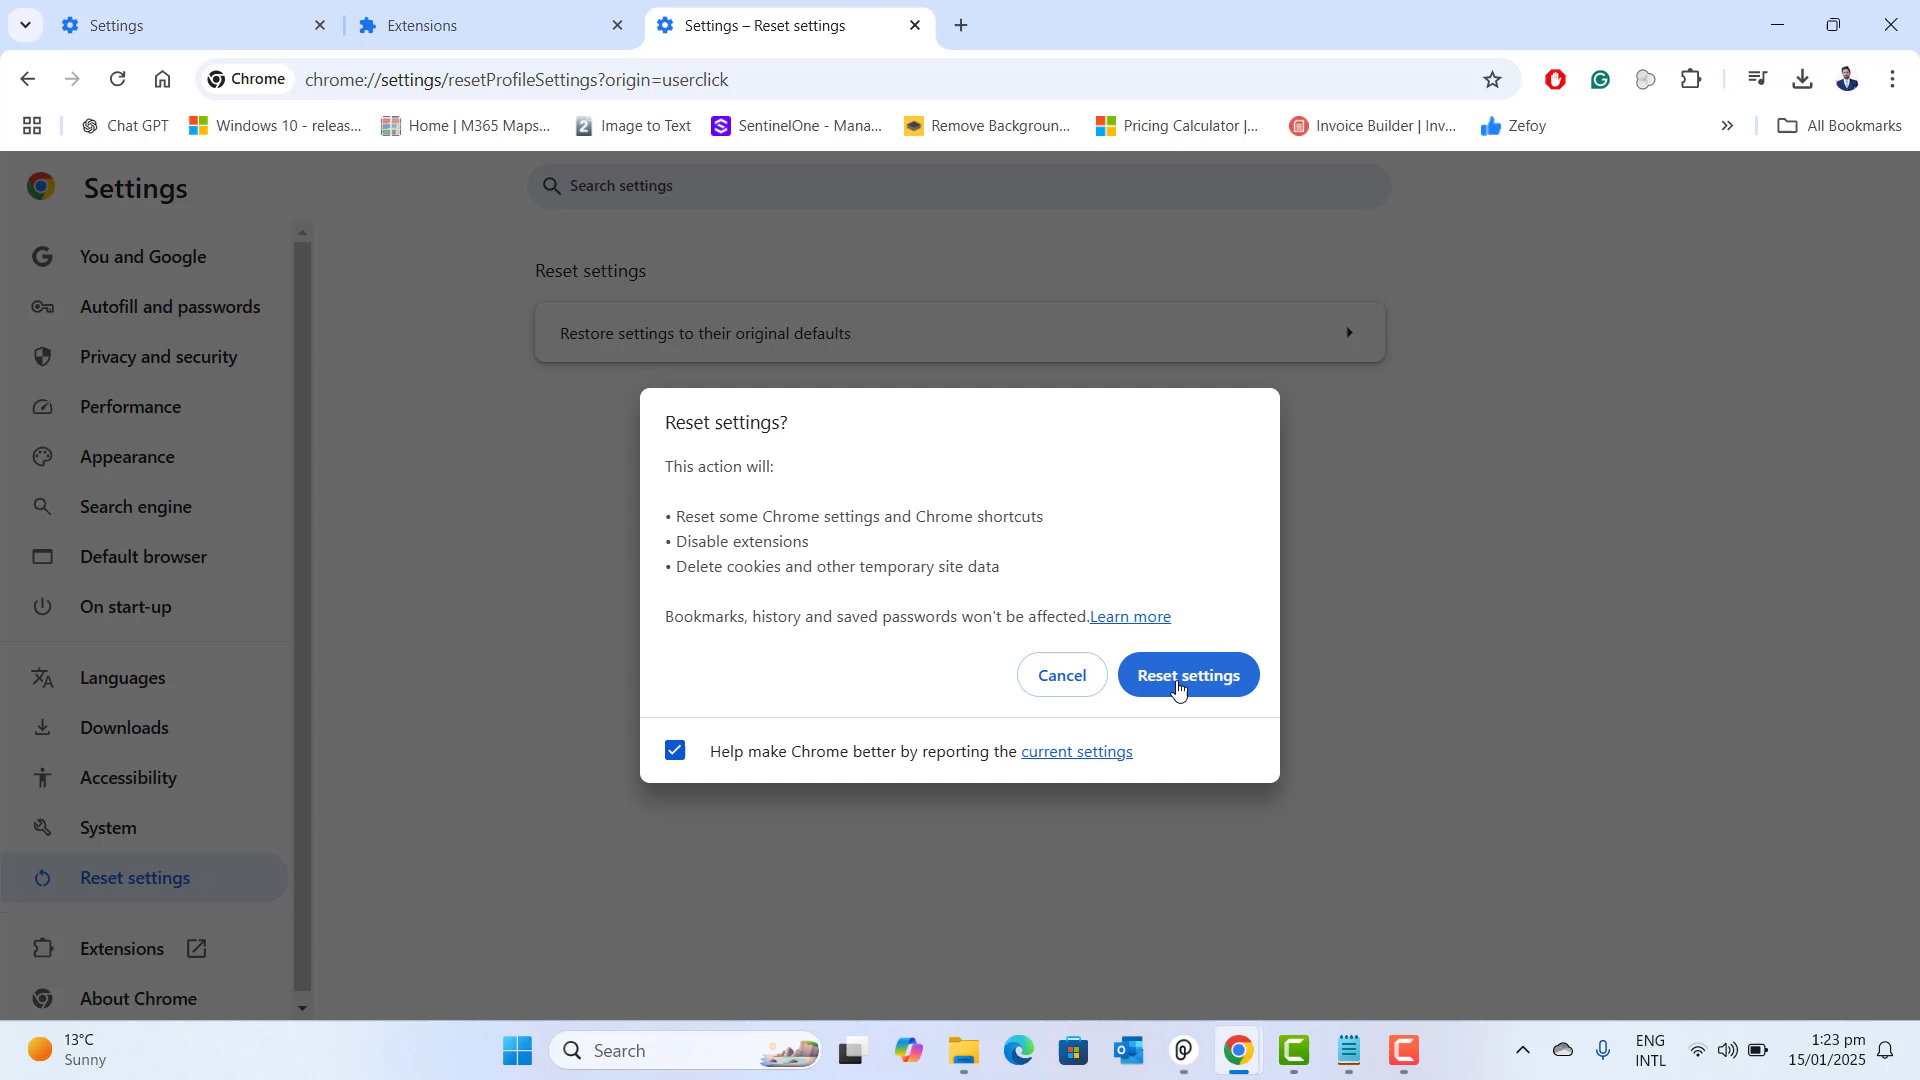 Settings
Extensions
Settings – Reset settings
Chrome
chrome://settings/resetProfileSettings?origin=userclick
Chat GPT
Windows 10 - releas...
Home | M365 Maps...
Image to Text
SentinelOne - Mana...
Remove Backgroun...
Pricing Calculator |...
Invoice Builder | Inv...
Zefoy
All Bookmarks
Settings
Search settings
You and Google
Autofill and passwords
Privacy and security
Performance
Appearance
Search engine
Default browser
On start-up
Languages
Downloads
Accessibility
System
Reset settings
Extensions
About Chrome
Reset settings
Restore settings to their original defaults
Reset settings?
This action will:
• Reset some Chrome settings and Chrome shortcuts
• Disable extensions
• Delete cookies and other temporary site data
Bookmarks, history and saved passwords won't be affected.Learn more
Cancel
Reset settings
Help make Chrome better by reporting the current settings
13°C
Sunny
Search
ENG
INTL
1:23 pm
15/01/2025